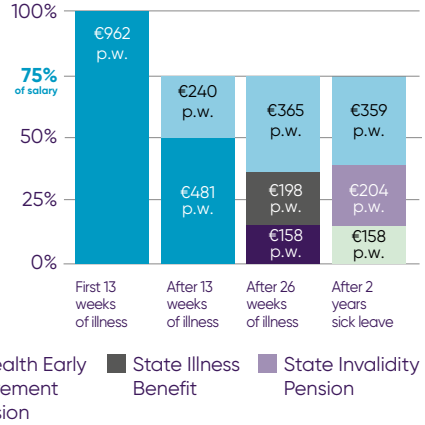 100%
€962
p.w.
75%
of salary
€240
p.w.
€365
p.w.
€359
p.w.
50%
€481
p.w.
€198
p.w.
€204
p.w.
25%
€158
p.w.
€158
p.w.
0%
First 13
weeks
of illness
After 13
weeks
of illness
After 26
weeks
of illness
After 2
years
sick leave
ealth Early
ement
sion
State Illness
Benefit
State Invalidity
Pension